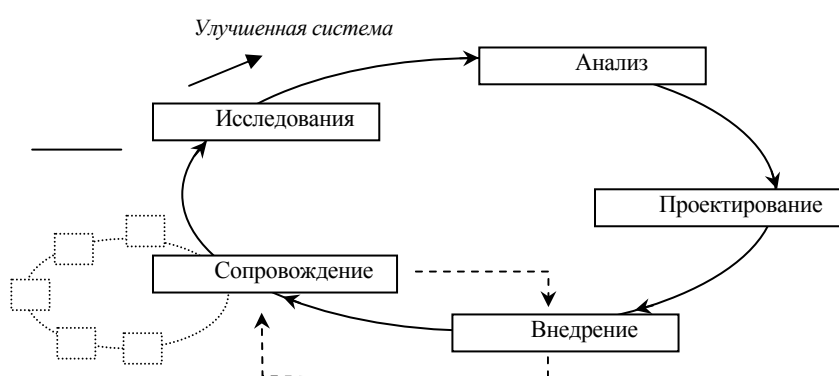 Улучшенная система
Анализ
Исследования
Проектирование
Сопровождение
Внедрение